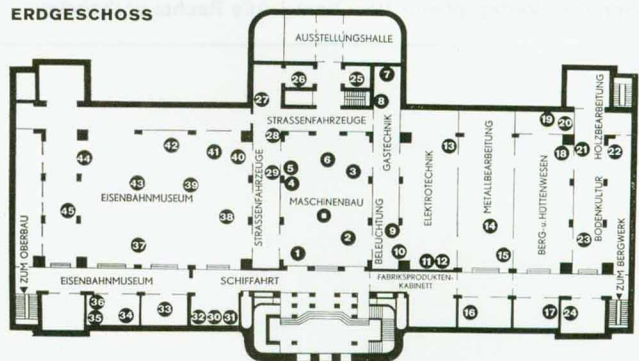 ERDGESCHOSS
AUSSTELLUNGSHALLE
26
25
7
27
8
STRASSENFAHRZEUGE
28
GASTECHNIK
19
20
HOLZBEARBEITUNG
44
42
41
40
6
13
18
21
22
5
29
4
3
ELEKTROTECHNIK
METALLBEARBEITUNG
BERG- u. HÜTTENWESEN
BODENKULTUR
43
39
EISENBAHNMUSEUM
STRASSENFAHRZEUGE
MASCHINENBAU
45
38
14
37
2
9
BELEUCHTUNG
23
1
10
11
12
15
ZUM OBERBAU
EISENBAHNMUSEUM
SCHIFFAHRT
FABRIKSPRODUKTEN-
KABINETT
ZUM BERGWERK
36
35
34
33
32
30
31
16
17
24